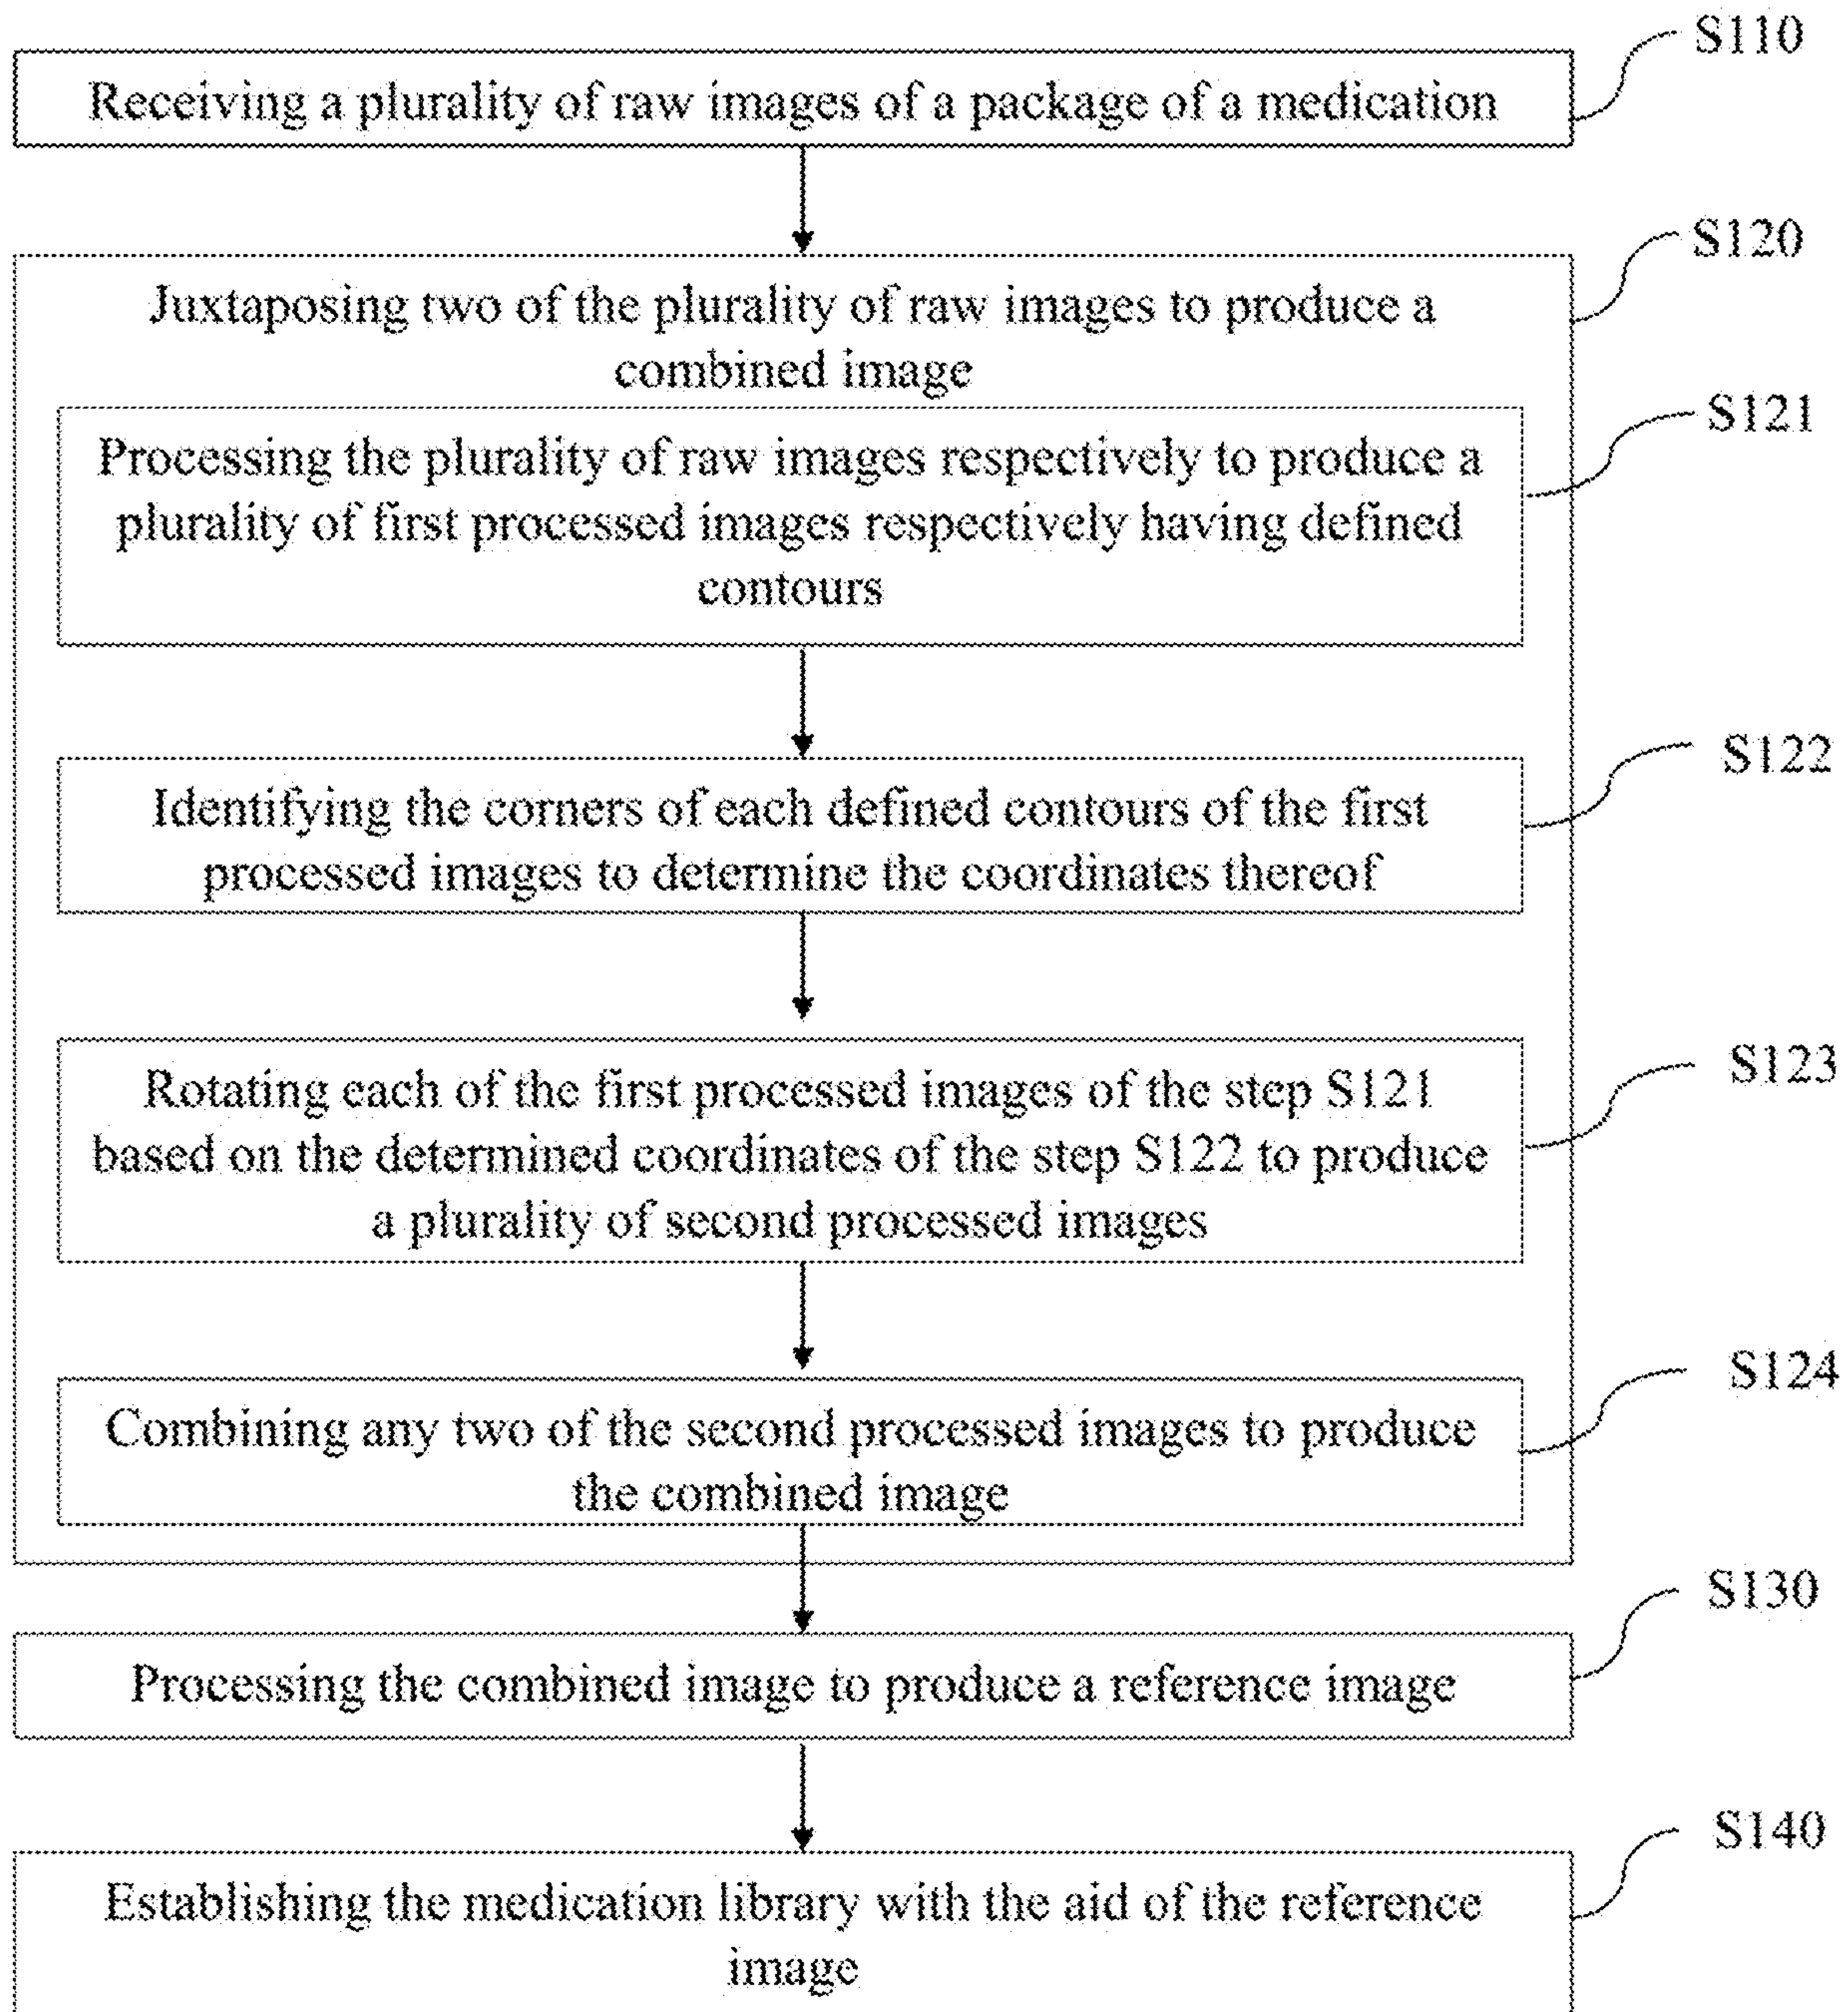 S110
Receiving a plurality of raw images of a package of a medication
S120
Juxtaposing two of the plurality of raw images to produce a
combined image
S121
Processing the plurality of raw images respectively to produce a
plurality of first processed images respectively having defined
contours
S122
Identifying the corners of each defined contours of the first
processed images to determine the coordinates thereof
S123
Rotating each of the first processed images of the step S121
based on the determined coordinates of the step S122 to produce
a plurality of second processed images
S124
Combining any two of the second processed images to produce
the combined image
S130
Processing the combined image to produce a reference image
S140
Establishing the medication library with the aid of the reference
image